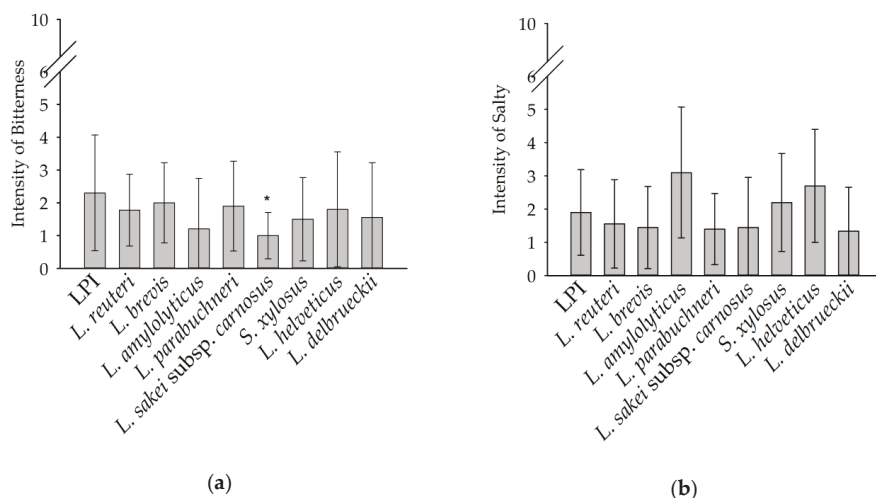 10
6
5
4
3
2
1
0
Intensity of Bitterness
*
LPI
L. reuteri
L. brevis
L. amylolyticus
L. parabuchneri
L. sakei subsp. carnosus
S. xylosus
L. helveticus
L. delbrueckii
(a)
10
6
5
4
3
2
1
0
Intensity of Salty
LPI
L. reuteri
L. brevis
L. amylolyticus
L. parabuchneri
L. sakei subsp. carnosus
S. xylosus
L. helveticus
L. delbrueckii
(b)